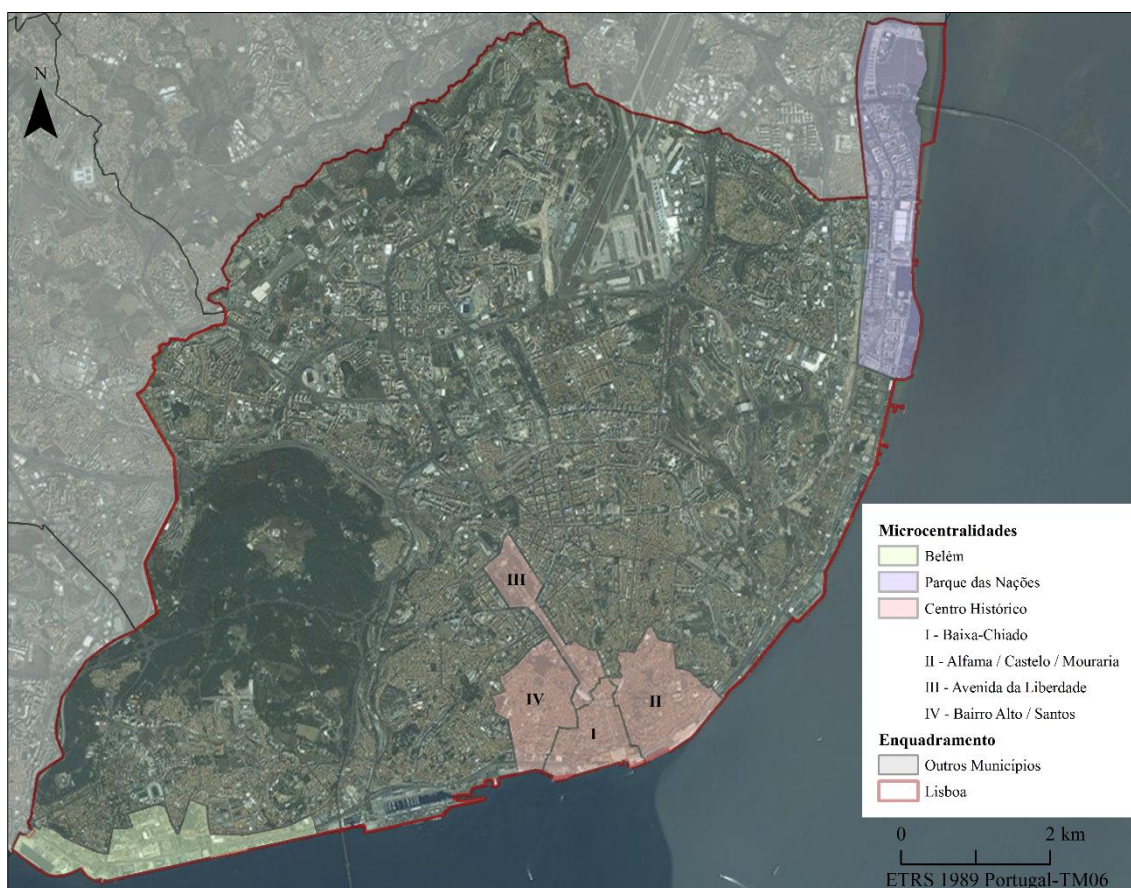 N
III
IV
II
I
Microcentralidades
Belém
Parque das Nações
Centro Histórico
I - Baixa-Chiado
II - Alfama / Castelo / Mouraria
III - Avenida da Liberdade
IV - Bairro Alto / Santos
Enquadramento
Outros Municípios
Lisboa
0 2 km
ETRS 1989 Portugal-TM06